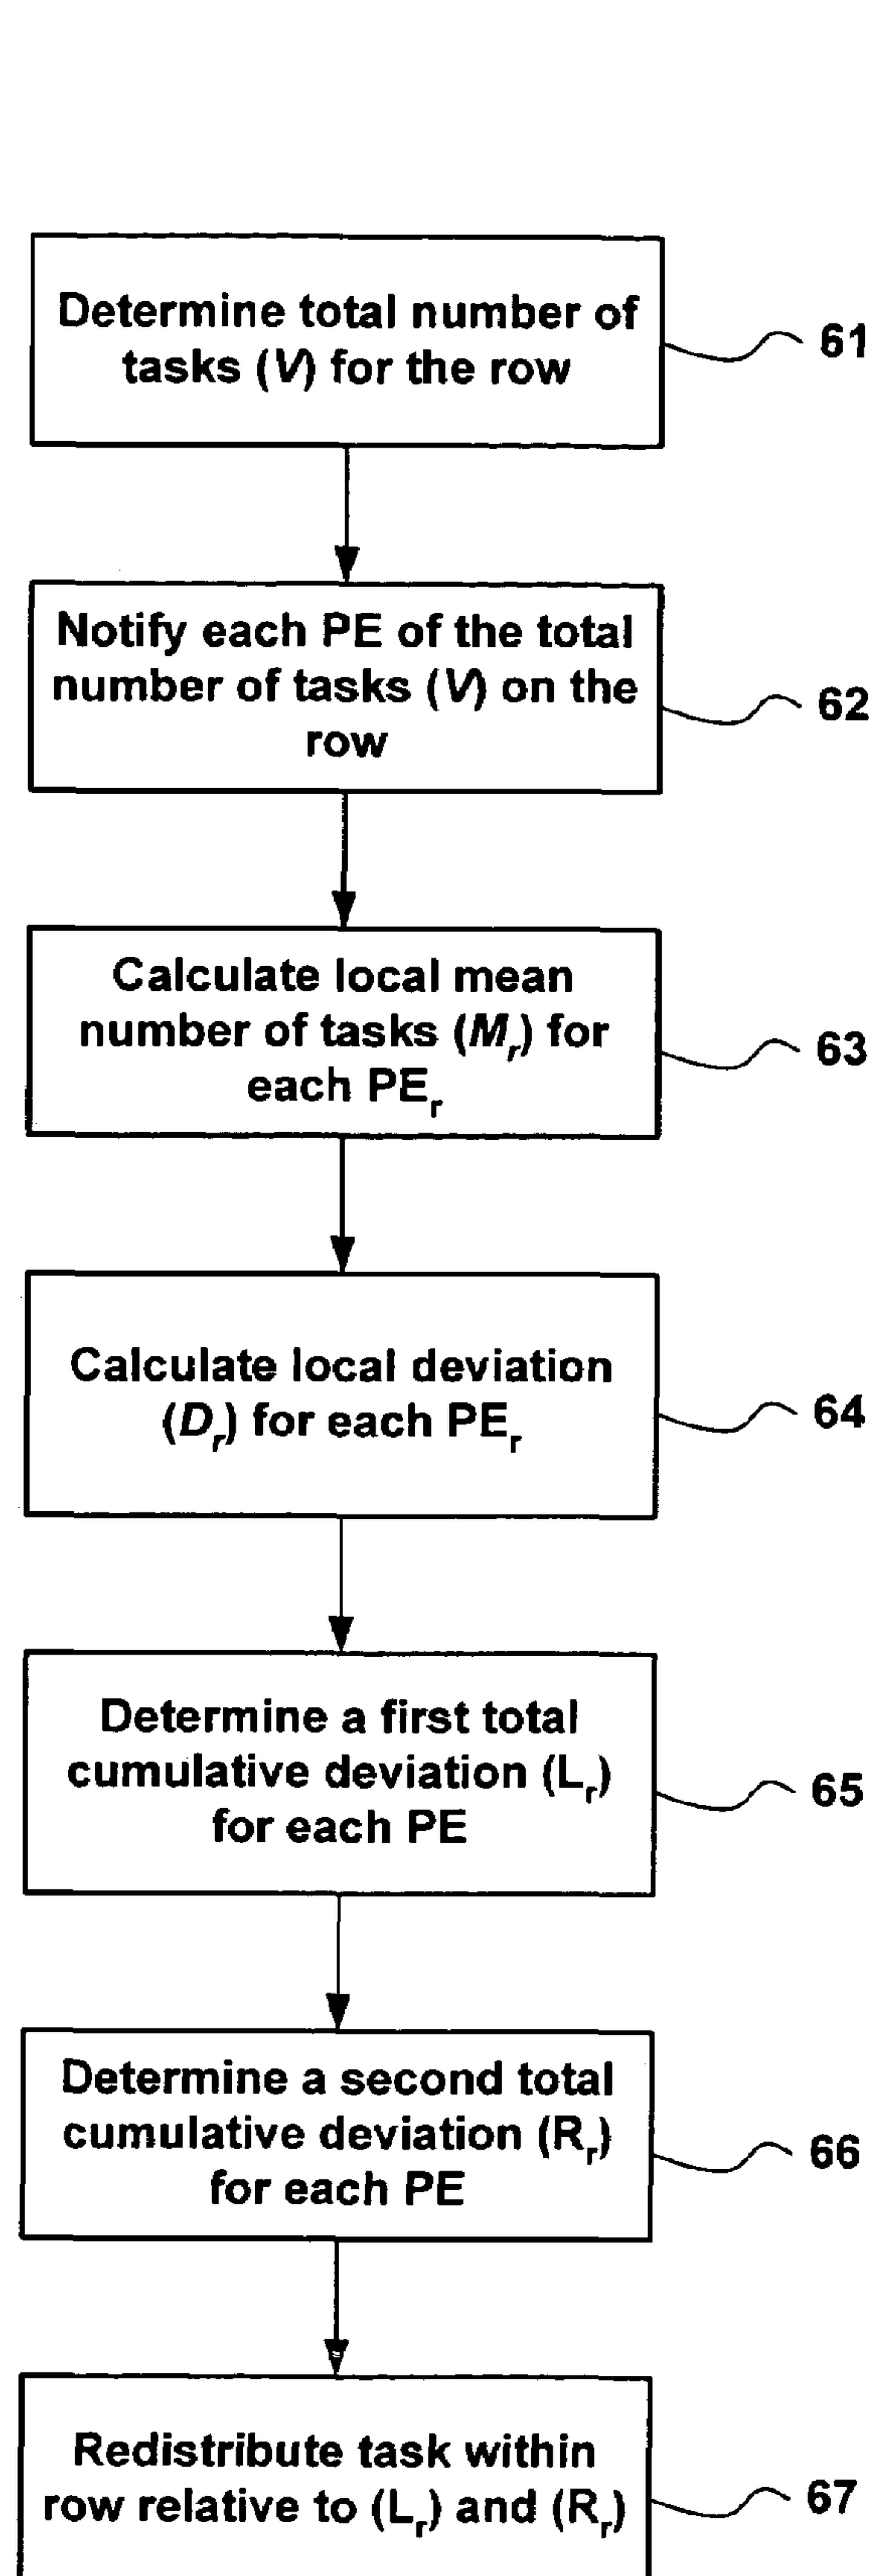 Determine total number of
tasks (V) for the row
61
Notify each PE of the total
number of tasks (V) on the
row
62
Calculate local mean
number of tasks (Mr) for
each PEr
63
Calculate local deviation
(Dr) for each PEr
64
Determine a first total
cumulative deviation (Lr)
for each PE
65
Determine a second total
cumulative deviation (Rr)
for each PE
66
Redistribute task within
row relative to (Lr) and (Rr)
67